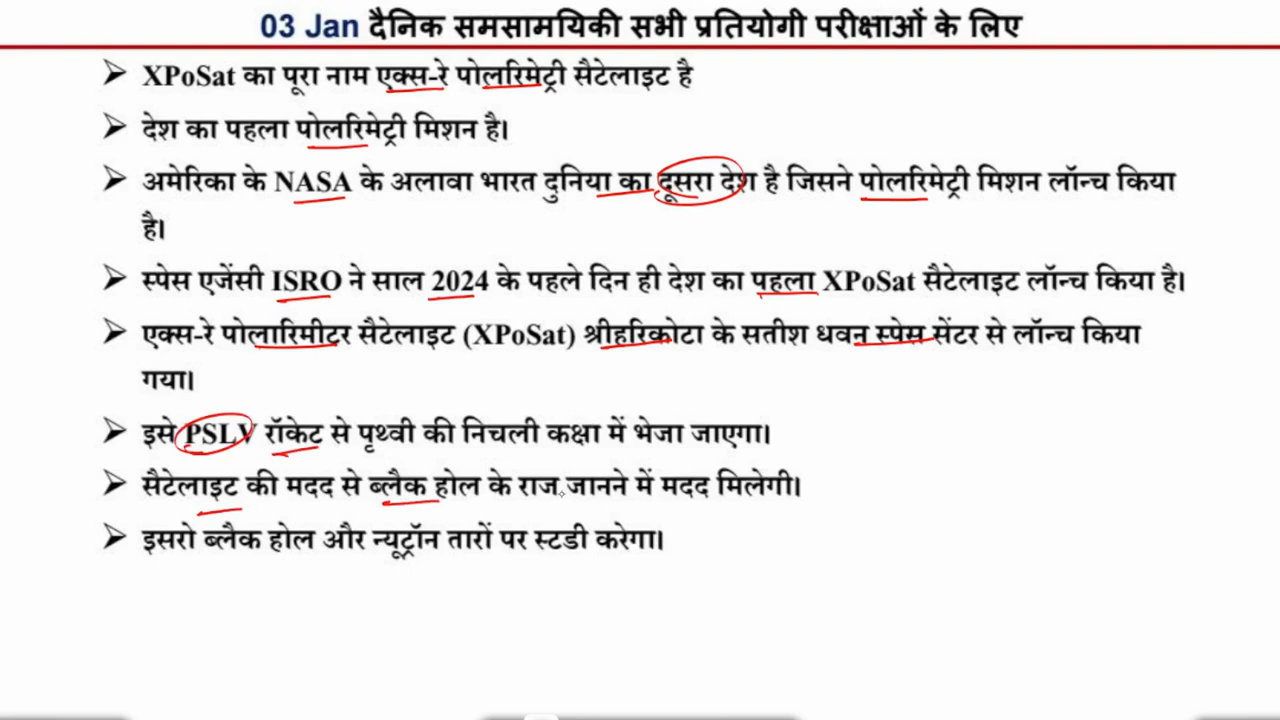 03 Jan दैनिक समसामयिकी सभी प्रतियोगी परीक्षाओं के लिए
➢ XPoSat का पूरा नाम एक्स-रे पोलरिमेट्री सैटेलाइट है
➢ देश का पहला पोलरिमेट्री मिशन है।
➢ अमेरिका के NASA के अलावा भारत दुनिया का दूसरा देश है जिसने पोलरिमेट्री मिशन लॉन्च किया
है।
➢ स्पेस एजेंसी ISRO ने साल 2024 के पहले दिन ही देश का पहला XPoSat सैटेलाइट लॉन्च किया है।
➢ एक्स-रे पोलारिमीटर सैटेलाइट (XPoSat) श्रीहरिकोटा के सतीश धवन स्पेस सेंटर से लॉन्च किया
गया।
➢ इसे PSLV रॉकेट से पृथ्वी की निचली कक्षा में भेजा जाएगा।
➢ सैटेलाइट की मदद से ब्लैक होल के राज जानने में मदद मिलेगी।
➢ इसरो ब्लैक होल और न्यूट्रॉन तारों पर स्टडी करेगा।